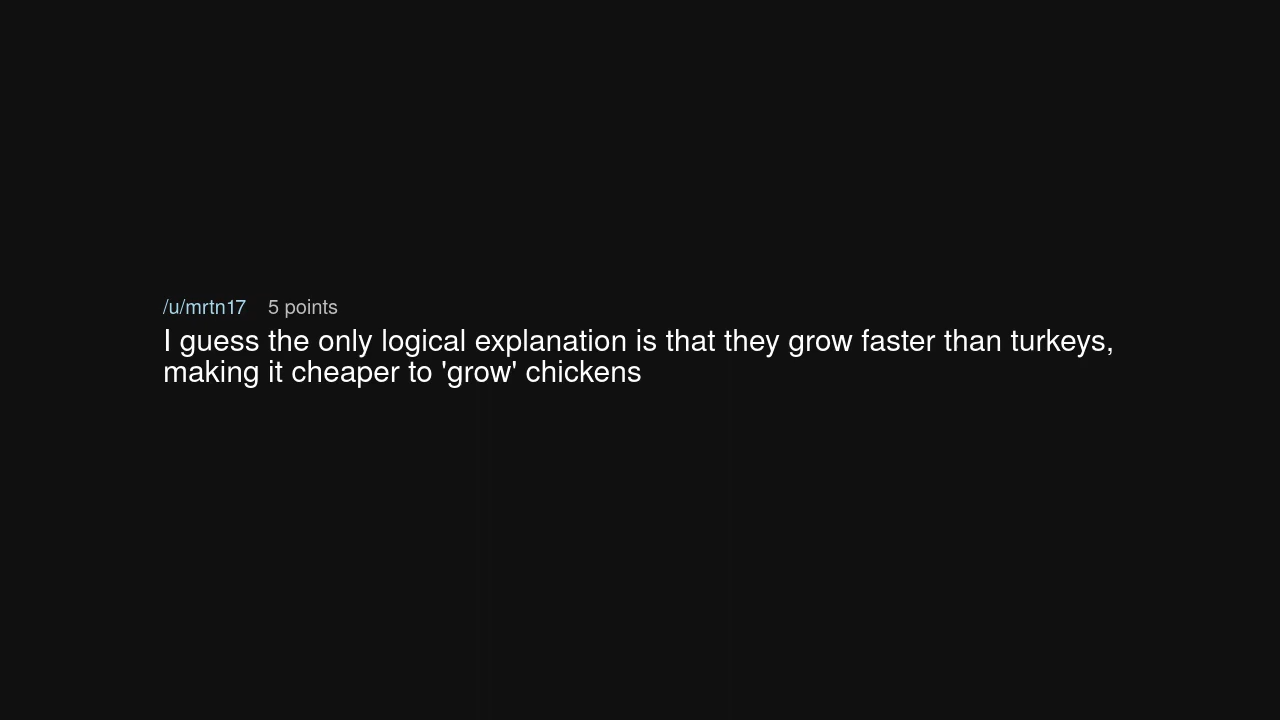 /u/mrtn17 5 points
I guess the only logical explanation is that they grow faster than turkeys,
making it cheaper to 'grow' chickens